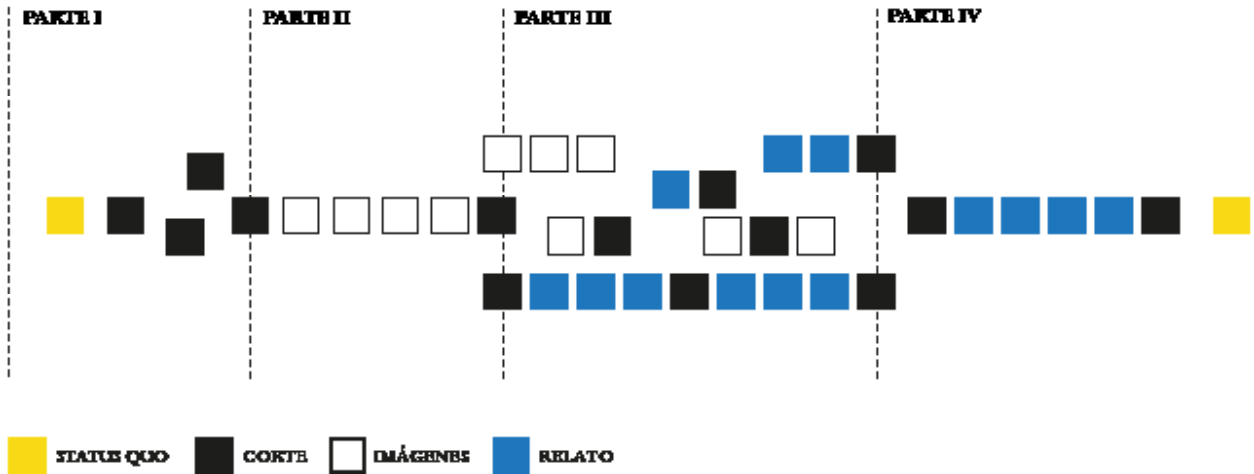 PARTE I
PARTE II
PARTE III
PARTE IV
STATUS QUO
CORTE
IMÁGENES
RELATO